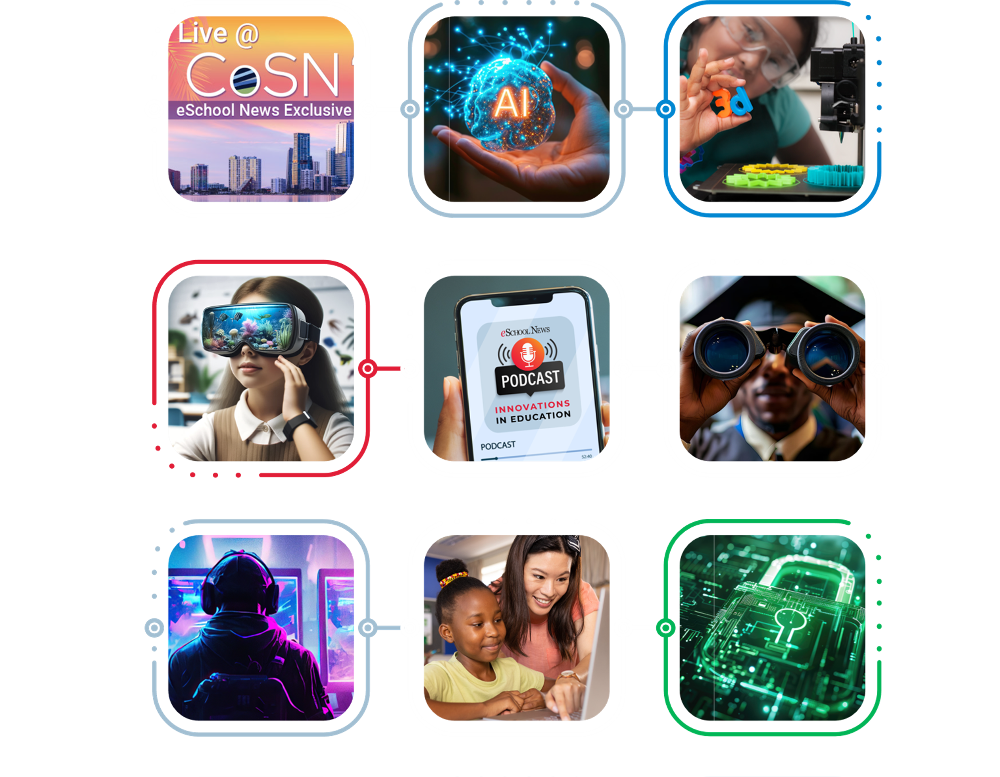 Live @
CoSN
eSchool News Exclusive
AI
3D
eSchool News
PODCAST
INNOVATIONS
IN EDUCATION
PODCAST
52:40